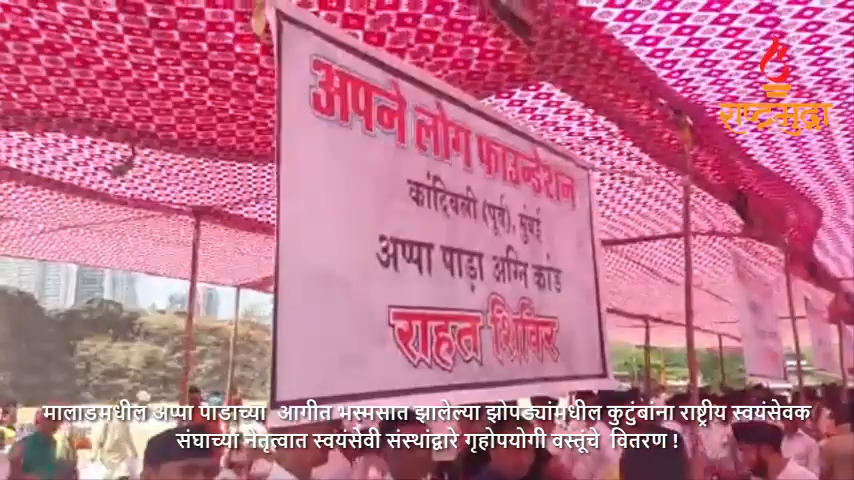 राष्ट्रमुद्रा
अपने लोग फाउन्डेशन
कांदिवली (पूर्व), मुंबई
अप्पा पाड़ा अग्नि कांड
राहत शिविर
मालाडमधील अप्पा पाडाच्या आगीत भस्मसात झालेल्या झोपड्यांमधील कुटुंबांना राष्ट्रीय स्वयंसेवक
संघाच्या नेतृत्वात स्वयंसेवी संस्थांद्वारे गृहोपयोगी वस्तूंचे वितरण !